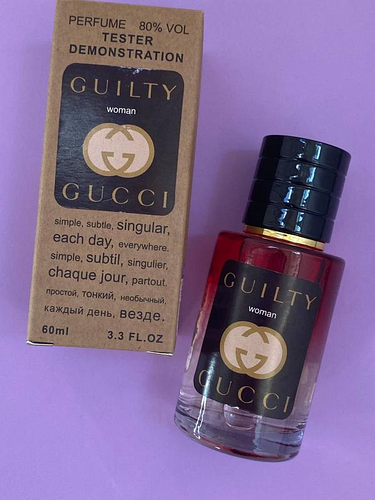 PERFUME 80% VOL
TESTER
DEMONSTRATION
GUILTY
woman
GUCCI
simple, subtle, singular,
each day, everywhere.
simple, subtil, singulier,
chaque jour, partout.
простой, тонкий, необычный,
каждый день, везде.
60ml 3.3 FL.OZ
GUILTY
woman
GUCCI